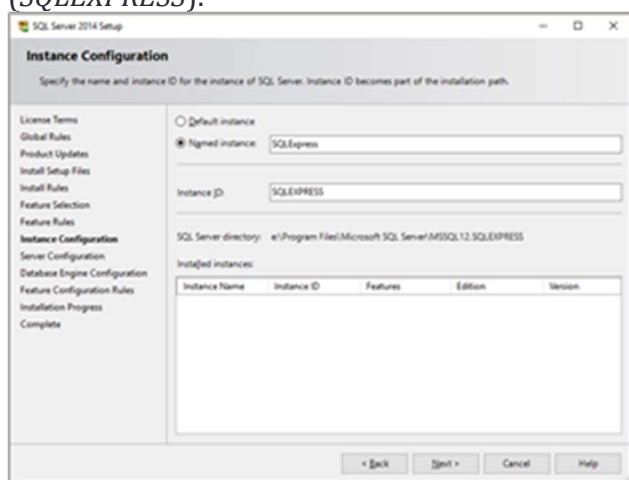 (SQLEXPRESS).
SQL Server 2014 Setup
Instance Configuration
Specify the name and instance ID for the instance of SQL Server. Instance ID becomes part of the installation path.
License Terms
Global Rules
Product Updates
Install Setup Files
Install Rules
Feature Selection
Feature Rules
Instance Configuration
Server Configuration
Database Engine Configuration
Feature Configuration Rules
Installation Progress
Complete
Default instance
Named instance: SQLExpress
Instance ID: SQLEXPRESS
SQL Server directory: e:\Program Files\Microsoft SQL Server\MSSQL12.SQLEXPRESS
Installed instances:
Instance Name Instance ID Features Edition Version
< Back Next > Cancel Help